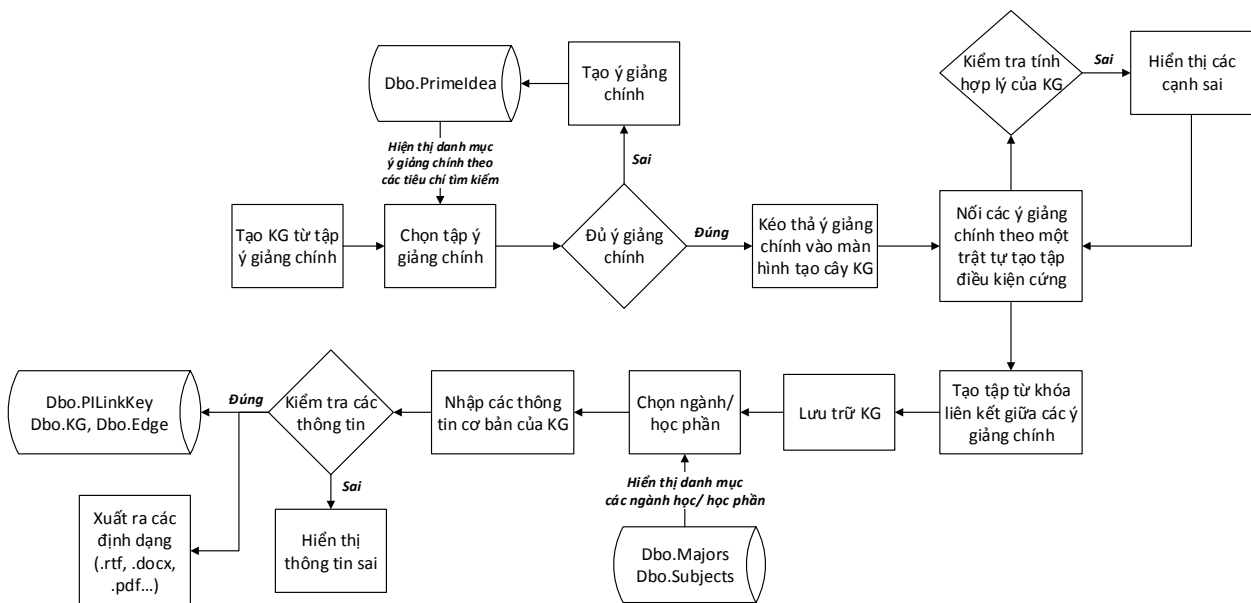 Dbo.PrimeIdea
Tạo ý giảng
chính
Kiểm tra tính
hợp lý của KG
Sai
Hiển thị các
cạnh sai
Hiện thị danh mục
ý giảng chính theo
các tiêu chí tìm kiếm
Sai
Tạo KG từ tập
ý giảng chính
Chọn tập ý
giảng chính
Đủ ý giảng
chính
Đúng
Kéo thả ý giảng
chính vào màn
hình tạo cây KG
Nối các ý giảng
chính theo một
trật tự tạo tập
điều kiện cứng
Dbo.PILinkKey
Dbo.KG, Dbo.Edge
Đúng
Kiểm tra các
thông tin
Nhập các thông
tin cơ bản của KG
Chọn ngành/
học phần
Lưu trữ KG
Tạo tập từ khóa
liên kết giữa các ý
giảng chính
Sai
Hiển thị danh mục
các ngành học/ học phần
Xuất ra các
định dạng
(.rtf, .docx,
.pdf...)
Hiển thị
thông tin sai
Dbo.Majors
Dbo.Subjects